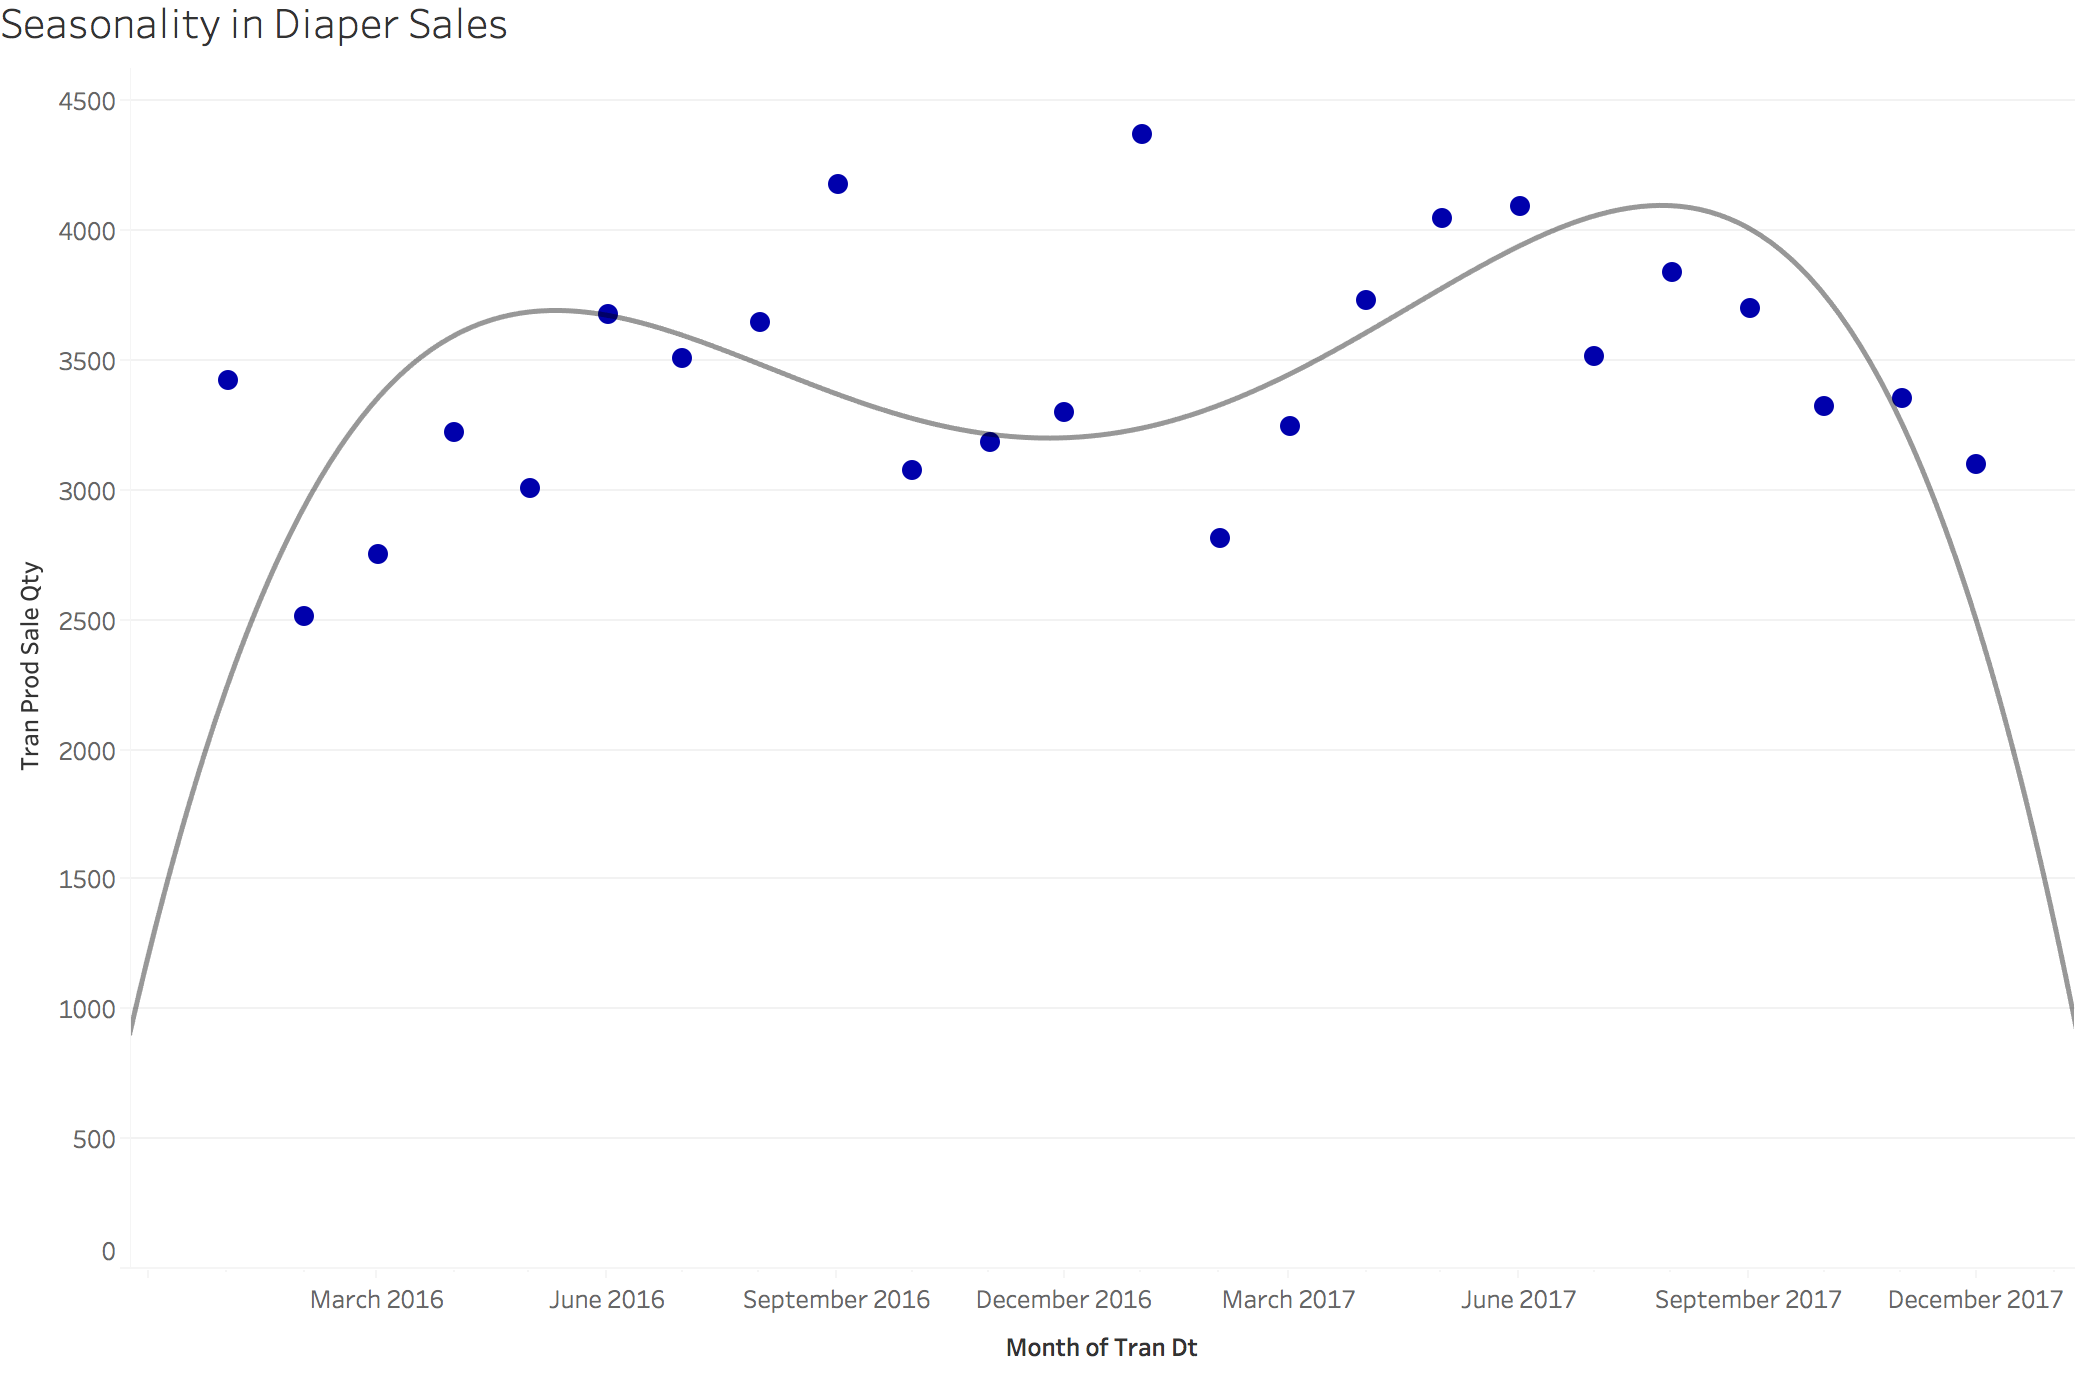 Seasonality in Diaper Sales
4500
4000
3500
3000
2500
2000
1500
1000
500
0
Tran Prod Sale Qty
March 2016
June 2016
September 2016
December 2016
March 2017
June 2017
September 2017
December 2017
Month of Tran Dt